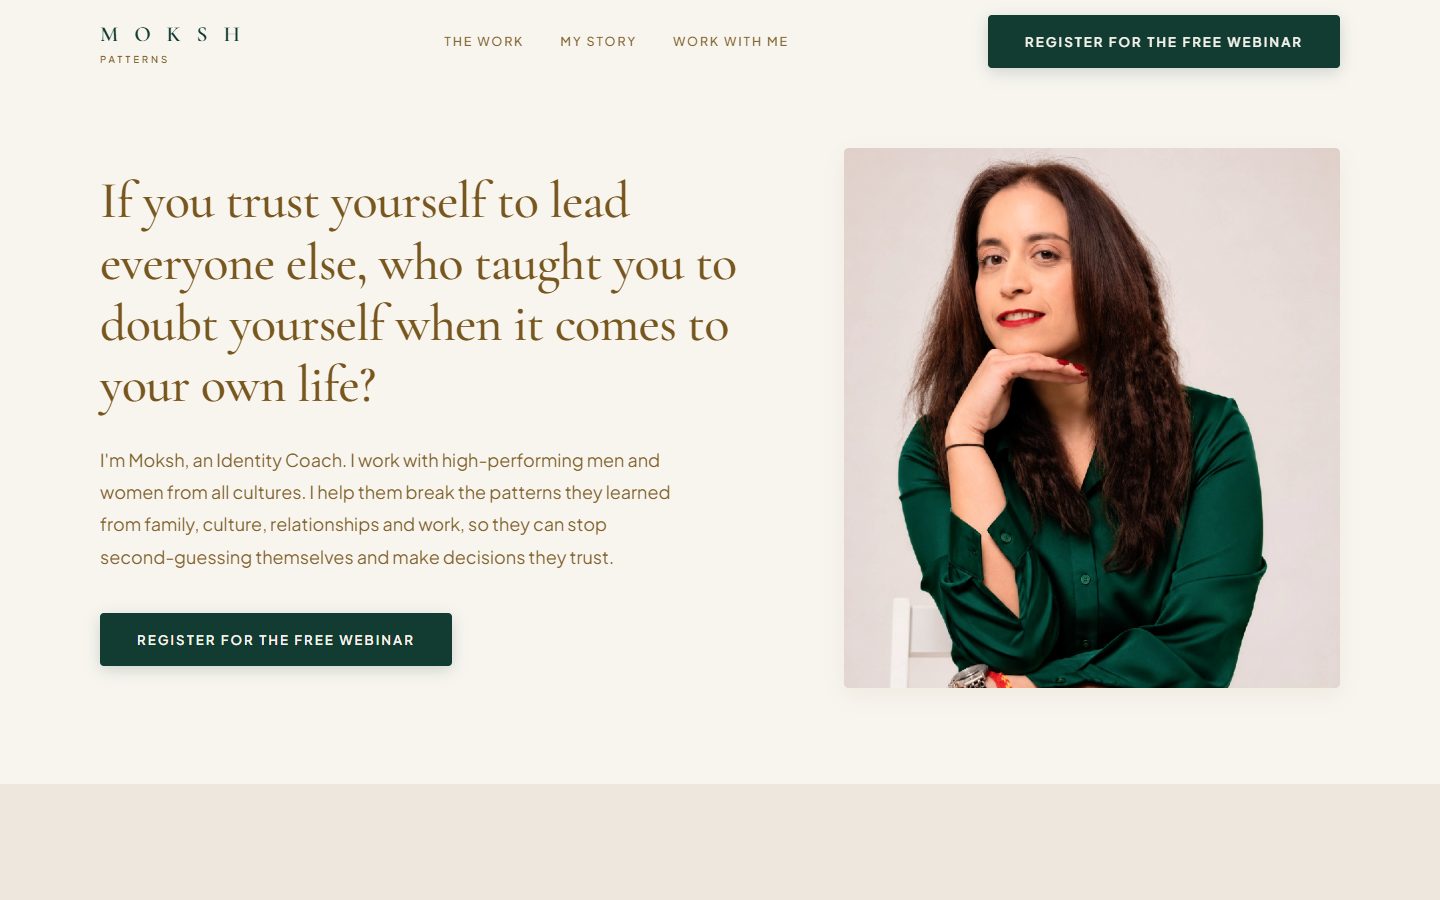 MOKSH
PATTERNS
THE WORK
MY STORY
WORK WITH ME
REGISTER FOR THE FREE WEBINAR
If you trust yourself to lead
everyone else, who taught you to
doubt yourself when it comes to
your own life?
I'm Moksh, an Identity Coach. I work with high-performing men and
women from all cultures. I help them break the patterns they learned
from family, culture, relationships and work, so they can stop
second-guessing themselves and make decisions they trust.
REGISTER FOR THE FREE WEBINAR